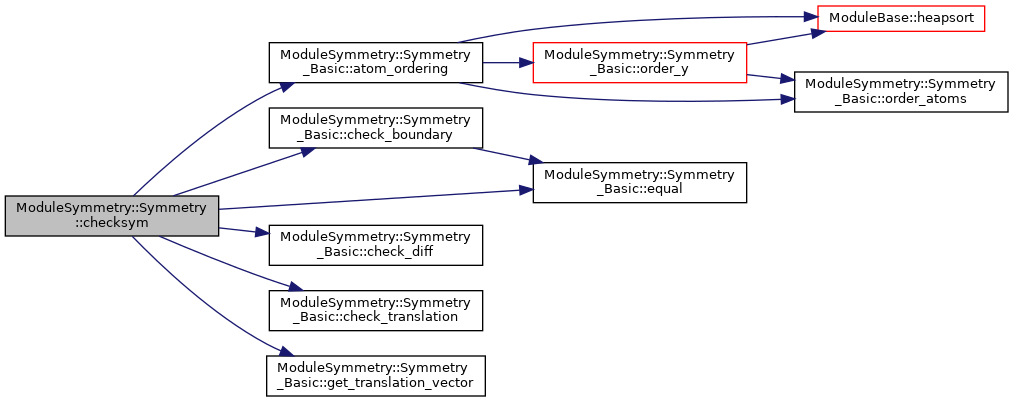 ModuleSymmetry::Symmetry
::checksym
ModuleSymmetry::Symmetry
_Basic::atom_ordering
ModuleSymmetry::Symmetry
_Basic::check_boundary
ModuleSymmetry::Symmetry
_Basic::check_diff
ModuleSymmetry::Symmetry
_Basic::check_translation
ModuleSymmetry::Symmetry
_Basic::get_translation_vector
ModuleSymmetry::Symmetry
_Basic::order_y
ModuleSymmetry::Symmetry
_Basic::equal
ModuleBase::heapsort
ModuleSymmetry::Symmetry
_Basic::order_atoms